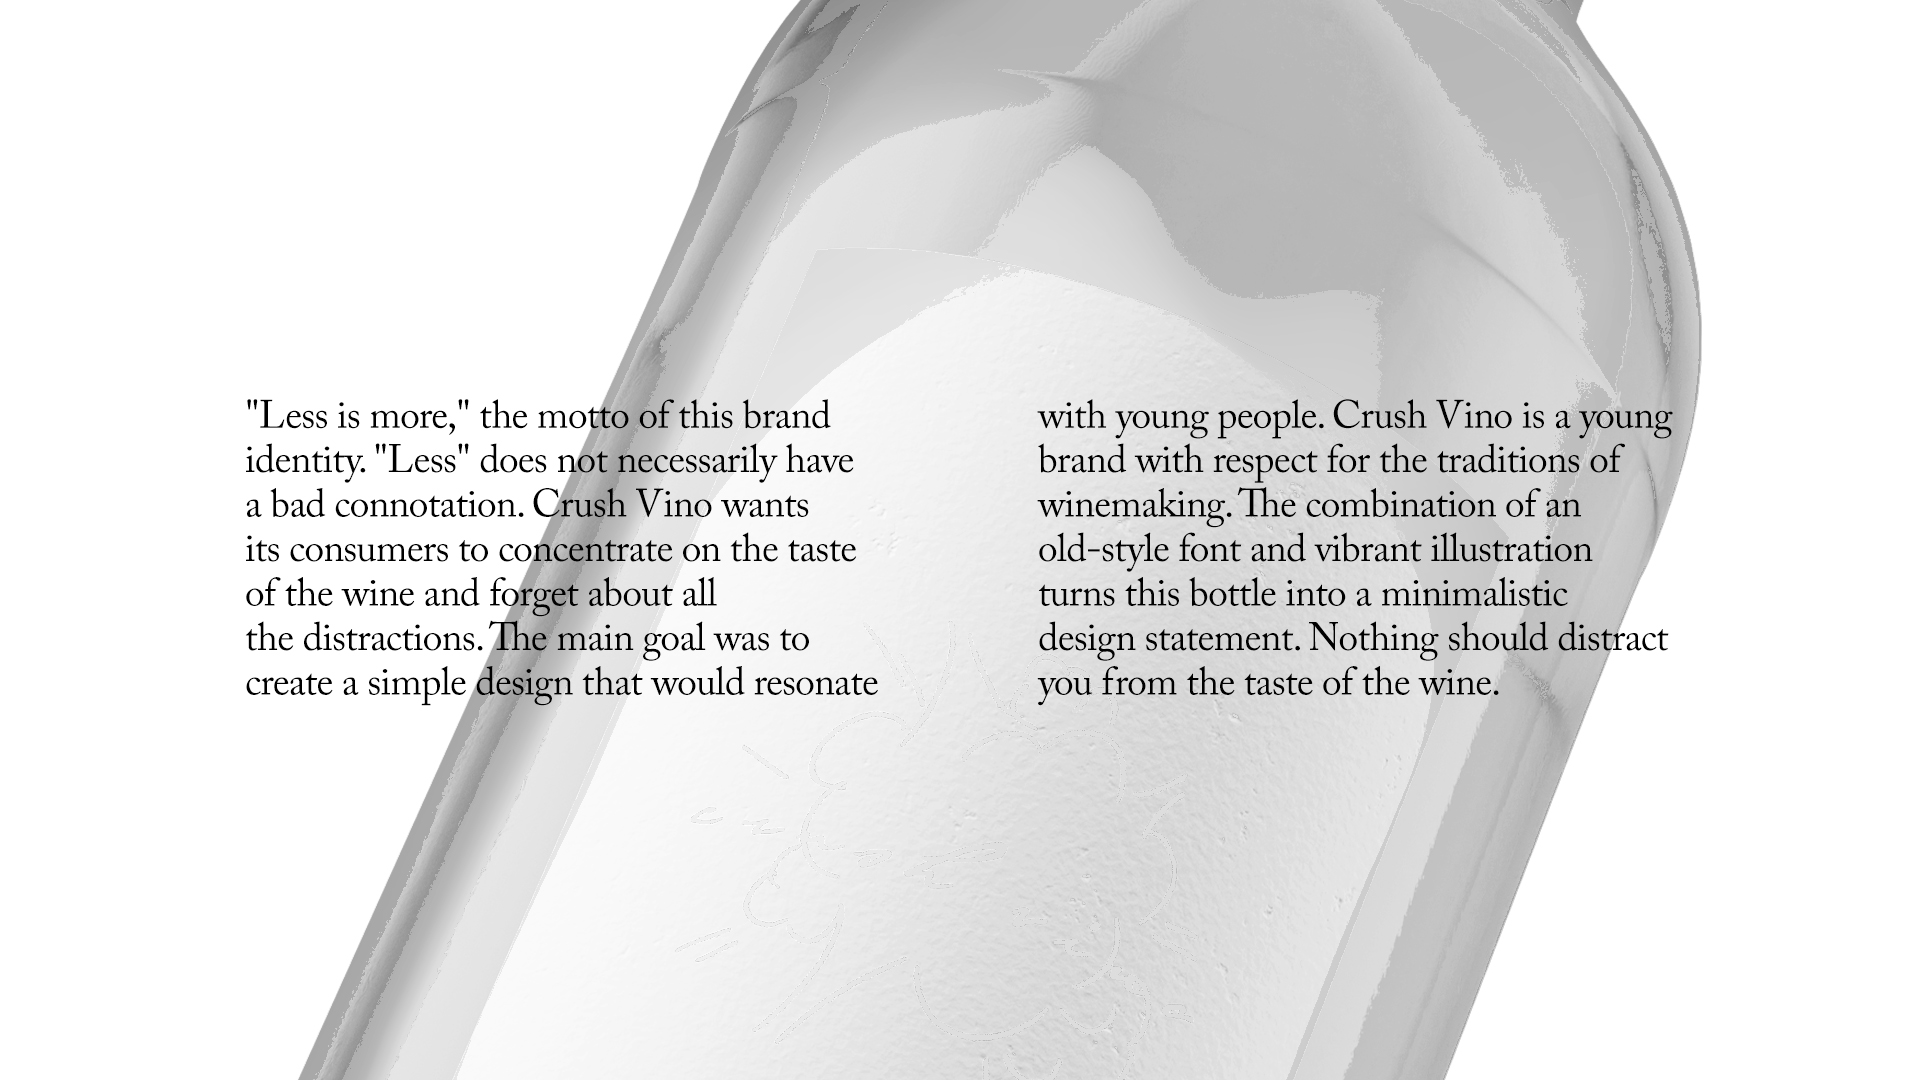 "Less is more," the motto of this brand
identity. "Less" does not necessarily have
a bad connotation. Crush Vino wants
its consumers to concentrate on the taste
of the wine and forget about all
the distractions. The main goal was to
create a simple design that would resonate
with young people. Crush Vino is a young
brand with respect for the traditions of
winemaking. The combination of an
old-style font and vibrant illustration
turns this bottle into a minimalistic
design statement. Nothing should distract
you from the taste of the wine.